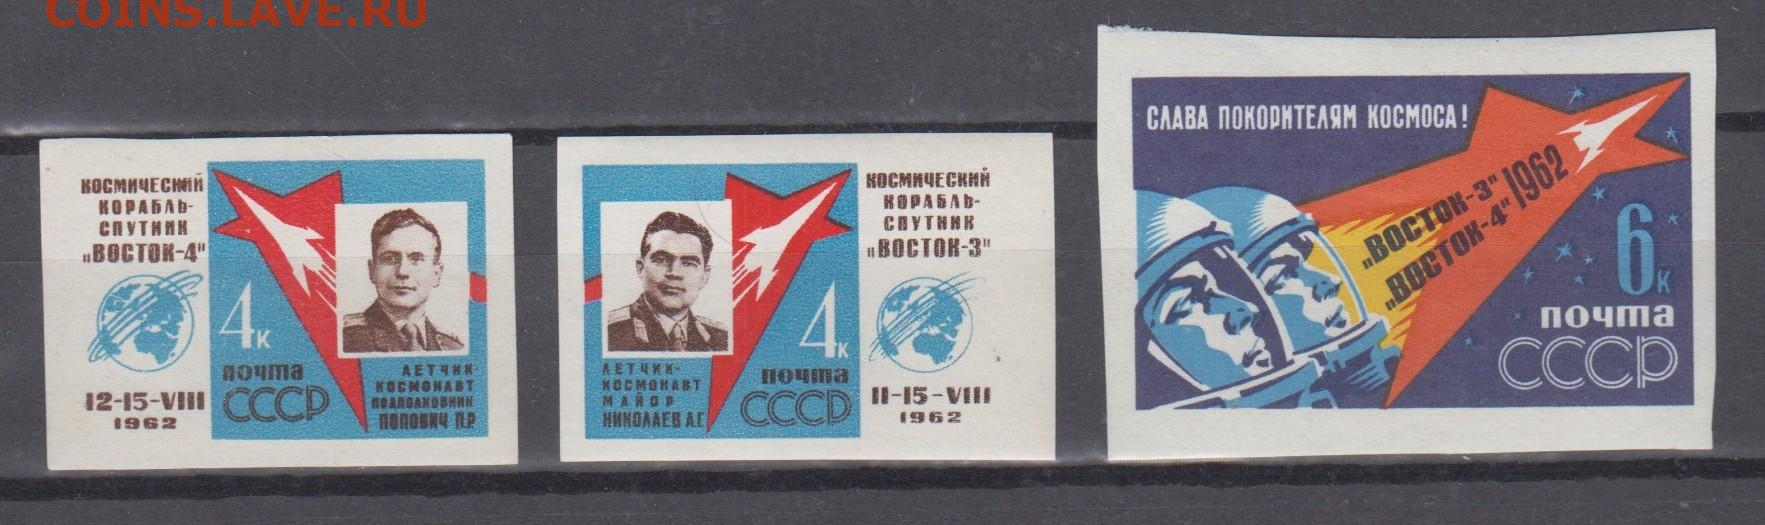 COINS.LAVE.RU
КОСМИЧЕСКИЙ
КОРАБЛЬ-
СПУТНИК
„ВОСТОК-4"
12-15-VIII
1962
4К
почта
СССР
ЛЕТЧИК-
КОСМОНАВТ
ПОДПОЛКОВНИК
ПОПОВИЧ П.Р.
ЛЕТЧИК-
КОСМОНАВТ
МАЙОР
НИКОЛАЕВ А.Г.
4К
почта
СССР
КОСМИЧЕСКИЙ
КОРАБЛЬ-
СПУТНИК
„ВОСТОК-3"
11-15-VIII
1962
СЛАВА ПОКОРИТЕЛЯМ КОСМОСА!
„ВОСТОК-3"
„ВОСТОК-4" 1962
6К
почта
СССР